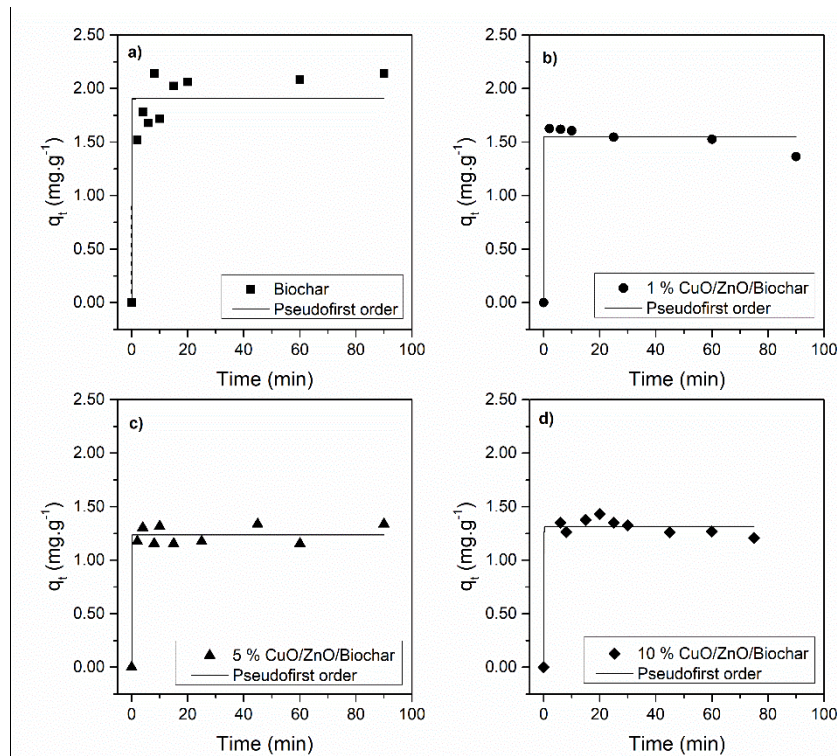 a)
2.50
2.00
1.50
1.00
0.50
0.00
qt (mg.g-1)
Biochar
Pseudofirst order
0 20 40 60 80 100
Time (min)
b)
2.50
2.00
1.50
1.00
0.50
0.00
qt (mg.g-1)
1 % CuO/ZnO/Biochar
Pseudofirst order
0 20 40 60 80 100
Time (min)
c)
2.50
2.00
1.50
1.00
0.50
0.00
qt (mg.g-1)
5 % CuO/ZnO/Biochar
Pseudofirst order
0 20 40 60 80 100
Time (min)
d)
2.50
2.00
1.50
1.00
0.50
0.00
qt (mg.g-1)
10 % CuO/ZnO/Biochar
Pseudofirst order
0 20 40 60 80 100
Time (min)